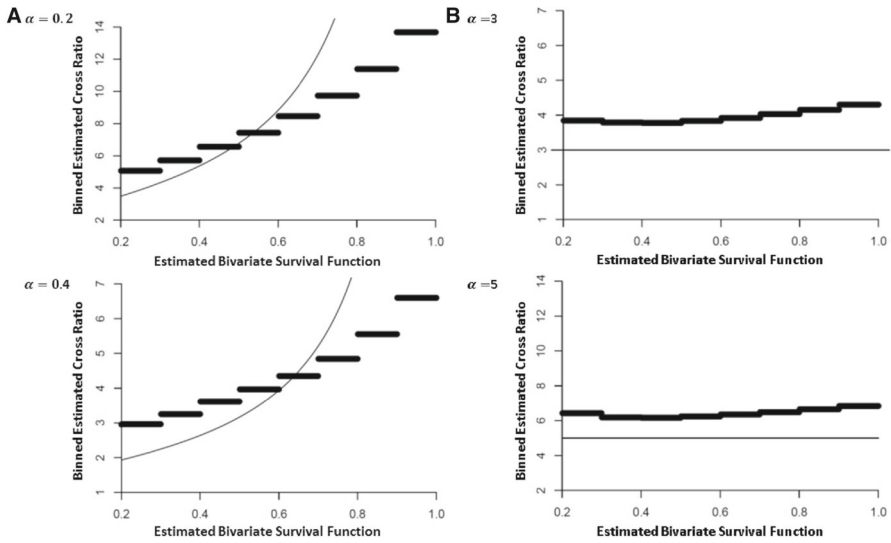 A α = 0.2
Binned Estimated Cross Ratio
14
12
10
8
6
4
2
0.2 0.4 0.6 0.8 1.0
Estimated Bivariate Survival Function
B α =3
Binned Estimated Cross Ratio
7
6
5
4
3
2
1
0.2 0.4 0.6 0.8 1.0
Estimated Bivariate Survival Function
α = 0.4
Binned Estimated Cross Ratio
7
6
5
4
3
2
1
0.2 0.4 0.6 0.8 1.0
Estimated Bivariate Survival Function
α =5
Binned Estimated Cross Ratio
14
12
10
8
6
4
2
0.2 0.4 0.6 0.8 1.0
Estimated Bivariate Survival Function